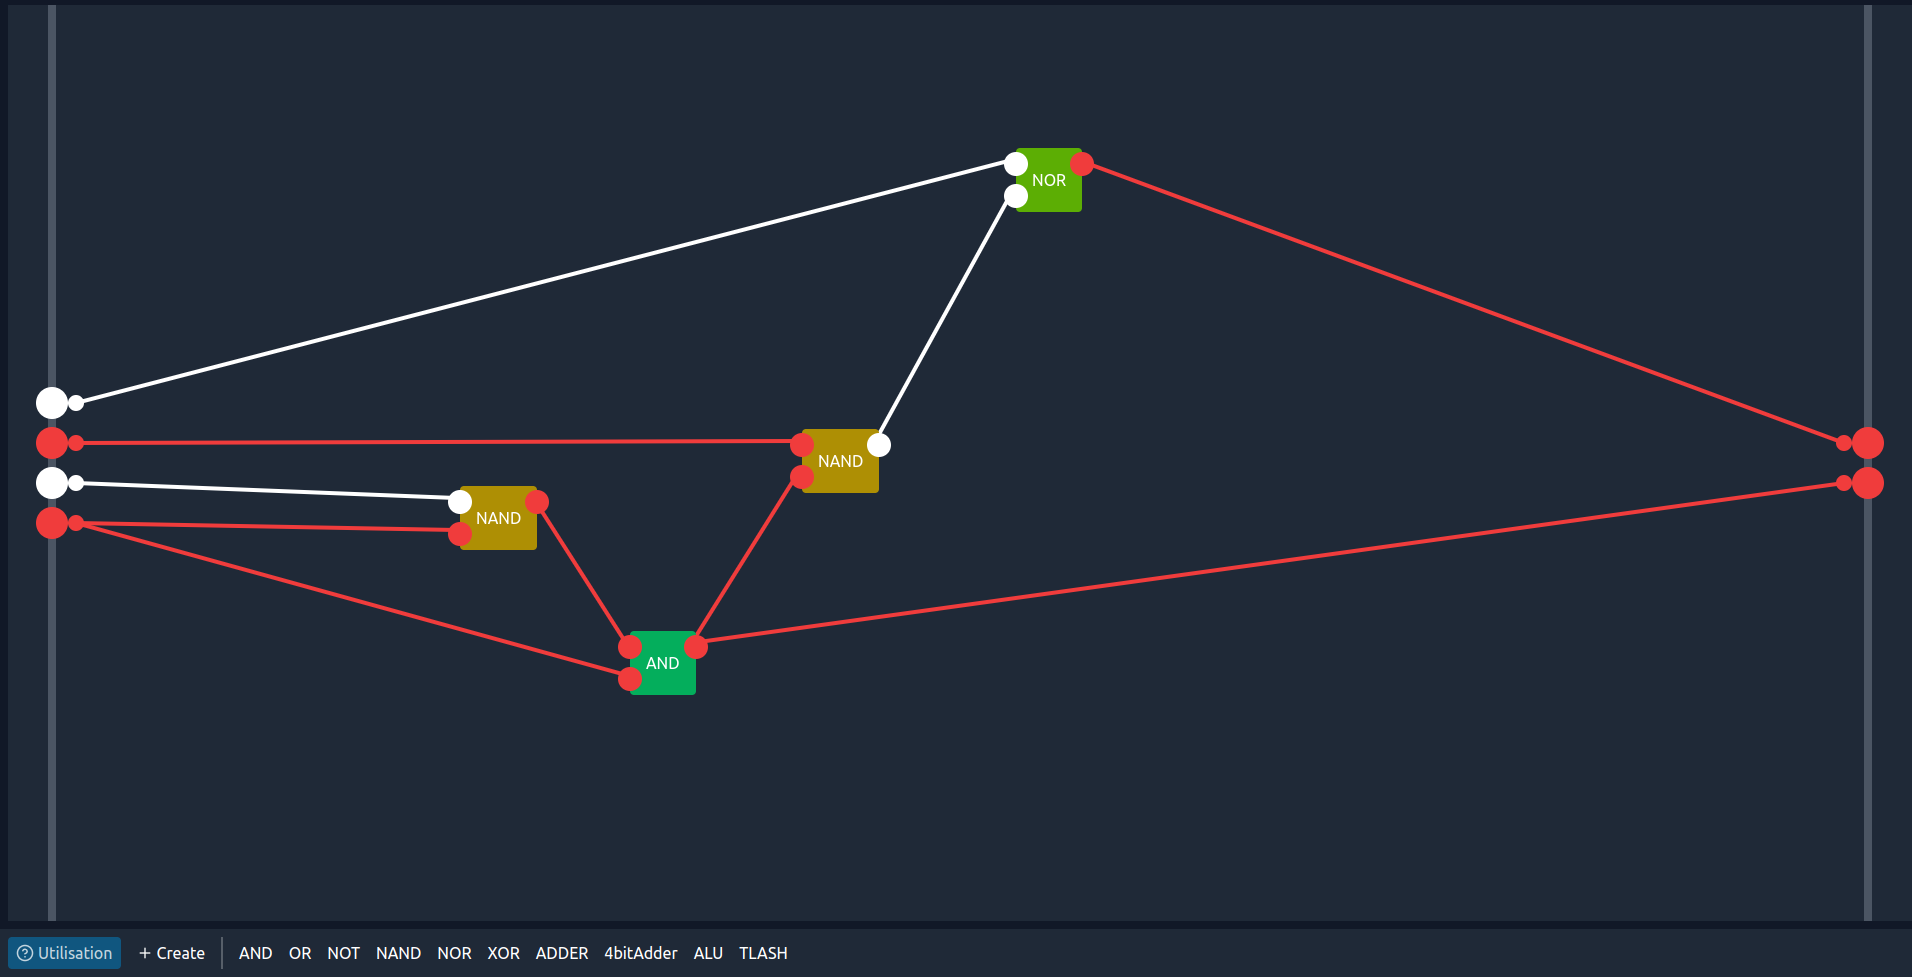 NOR
NAND
NAND
AND
Utilisation + Create AND OR NOT NAND NOR XOR ADDER 4bitAdder ALU TLASH